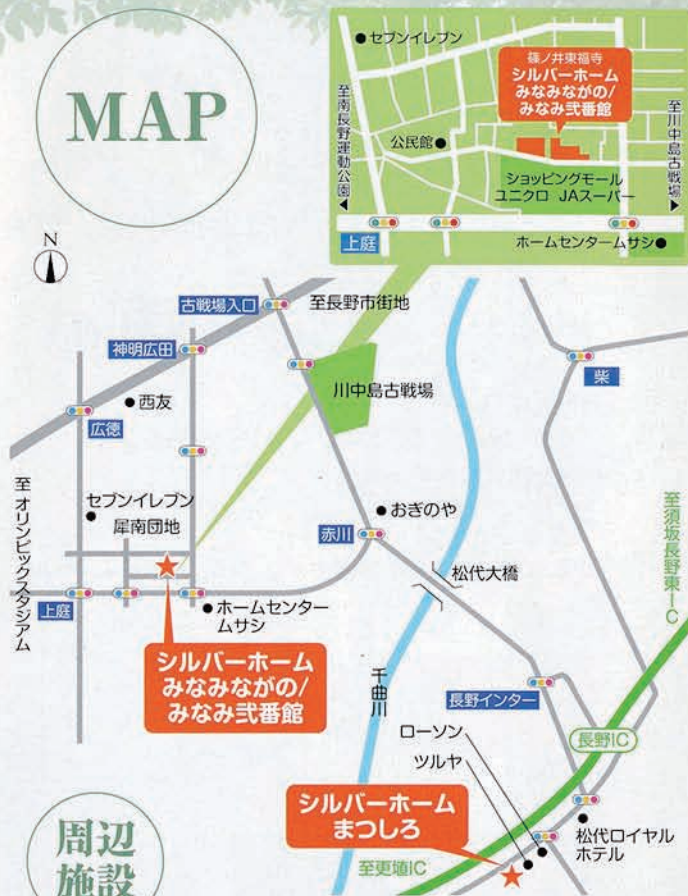 MAP
セブンイレブン
篠ノ井東福寺
シルバーホーム
みなみながの/
みなみ弐番館
至南長野運動公園
公民館
至川中島古戦場
ショッピングモール
ユニクロ JAスーパー
上庭
ホームセンタームサシ
N
古戦場入口
至長野市街地
神明広田
川中島古戦場
柴
西友
広徳
至オリンピックスタジアム
セブンイレブン
犀南団地
おぎのや
赤川
至須坂長野東IC
松代大橋
上庭
ホームセンター
ムサシ
シルバーホーム
みなみながの/
みなみ弐番館
千曲川
長野インター
ローソン
長野IC
ツルヤ
シルバーホーム
まつしろ
松代ロイヤル
ホテル
至更埴IC
周辺
施設